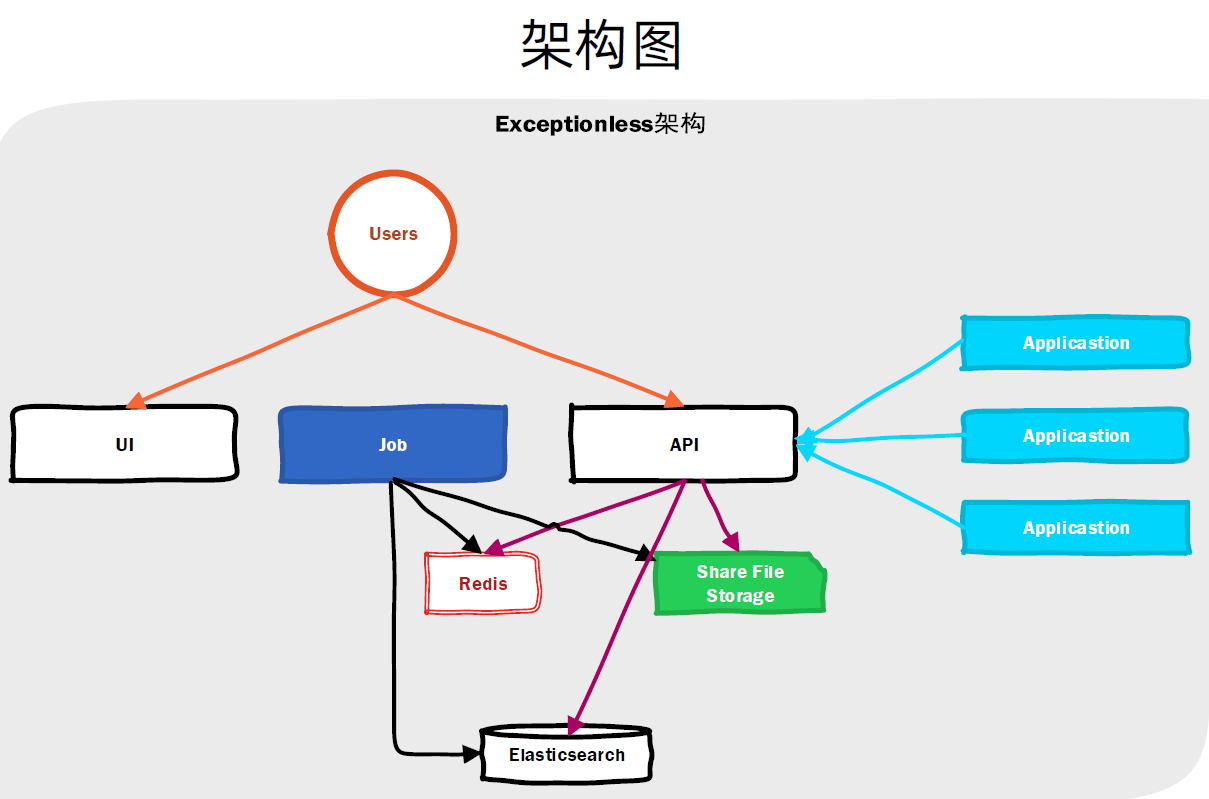 架构图
Exceptionless架构
Users
Applicastion
UI
Job
API
Applicastion
Applicastion
Redis
Share File
Storage
Elasticsearch